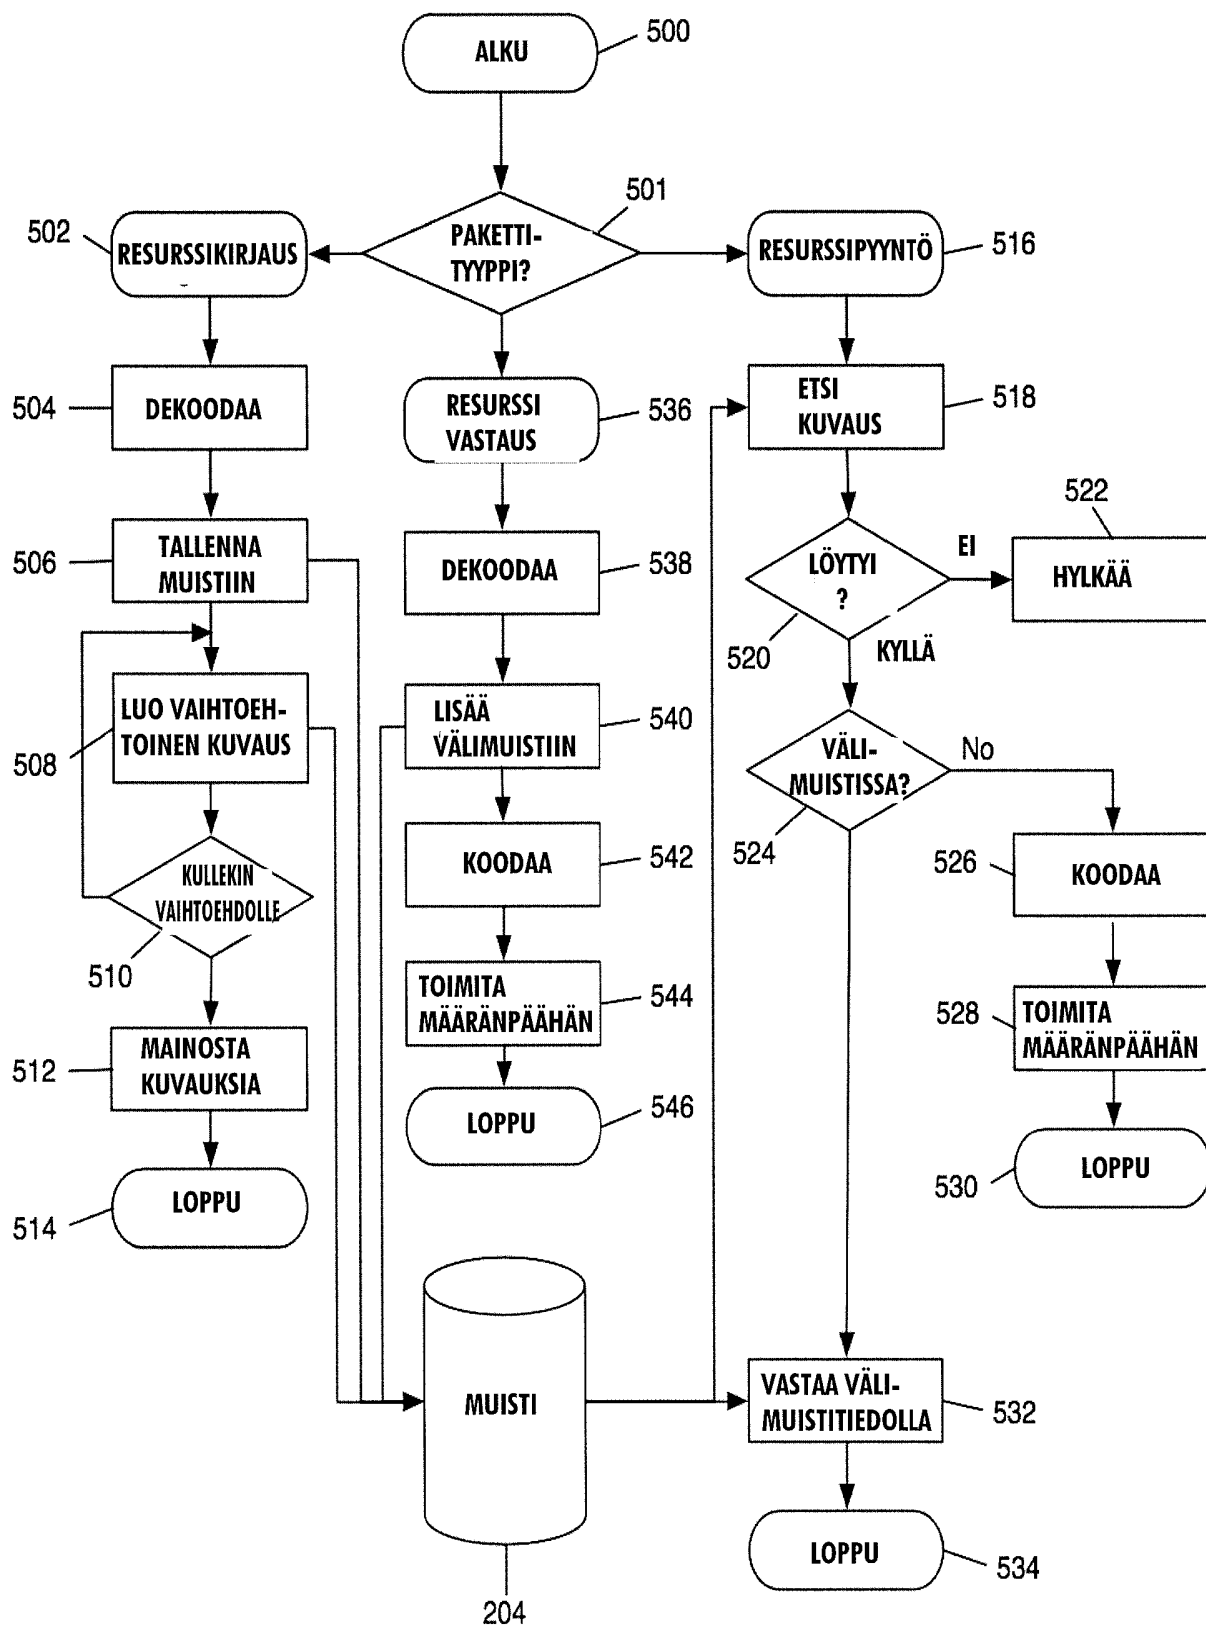 ALKU
500
PAKETTI-
TYYPPI?
501
502
RESURSSIKIRJAUS
RESURSSIPYYNTÖ
516
504
DEKOODAA
RESURSSI
VASTAUS
536
ETSI
KUVAUS
518
506
TALLENNA
MUISTIIN
DEKOODAA
538
LÖYTYI
?
520
EI
KYLLÄ
522
HYLKÄÄ
508
LUO VAIHTOEH-
TOINEN KUVAUS
LISÄÄ
VÄLIMUISTIIN
540
VÄLI-
MUISTISSA?
524
No
KULLEKIN
VAIHTOEHDOLLE
510
KOODAA
542
526
KOODAA
512
MAINOSTA
KUVAUKSIA
TOIMITA
MÄÄRÄNPÄÄHÄN
544
528
TOIMITA
MÄÄRÄNPÄÄHÄN
514
LOPPU
LOPPU
546
530
LOPPU
MUISTI
204
VASTAA VÄLI-
MUISTITIEDOLLA
532
LOPPU
534